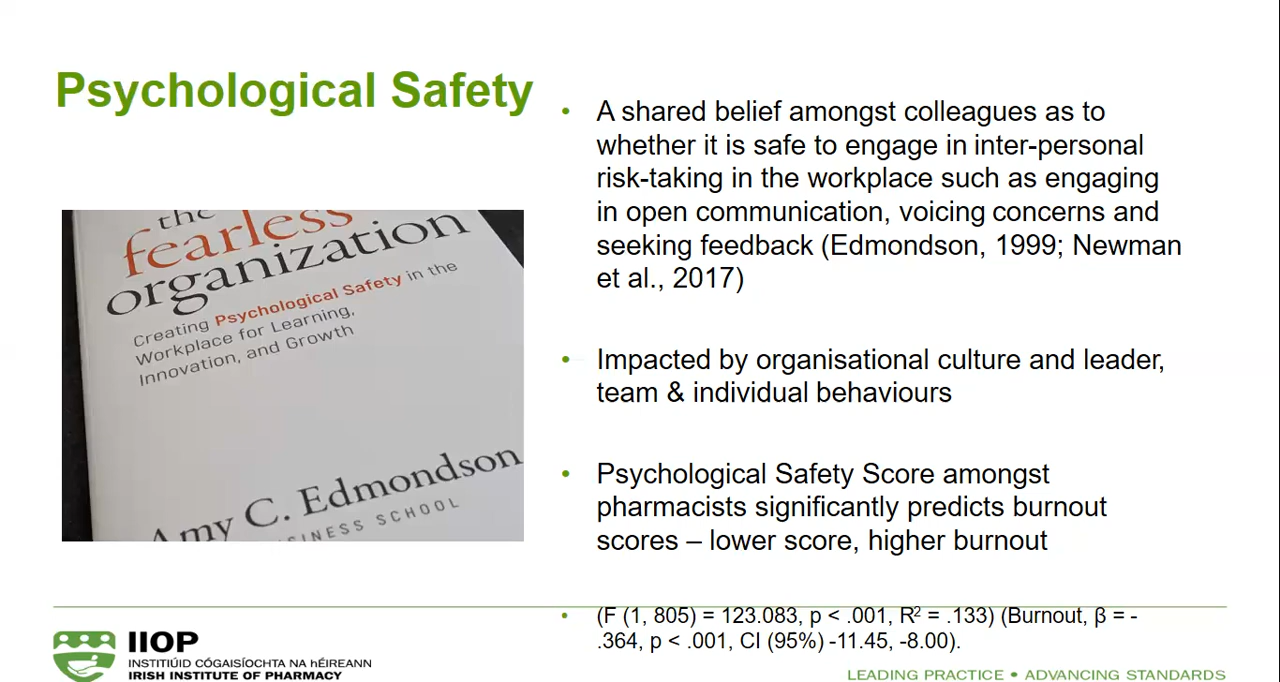 Psychological Safety
• A shared belief amongst colleagues as to
whether it is safe to engage in inter-personal
risk-taking in the workplace such as engaging
in open communication, voicing concerns and
seeking feedback (Edmondson, 1999; Newman
et al., 2017)
• Impacted by organisational culture and leader,
team & individual behaviours
• Psychological Safety Score amongst
pharmacists significantly predicts burnout
scores – lower score, higher burnout
• (F (1, 805) = 123.083, p < .001, R² = .133) (Burnout, β = -
.364, p < .001, CI (95%) -11.45, -8.00).
the
fearless
organization
Creating Psychological Safety in the
Workplace for Learning,
Innovation, and Growth
Amy C. Edmondson
SCHOOL
IIOP
INSTITIÚID CÓGAISÍOCHTA NA hÉIREANN
IRISH INSTITUTE OF PHARMACY
LEADING PRACTICE • ADVANCING STANDARDS